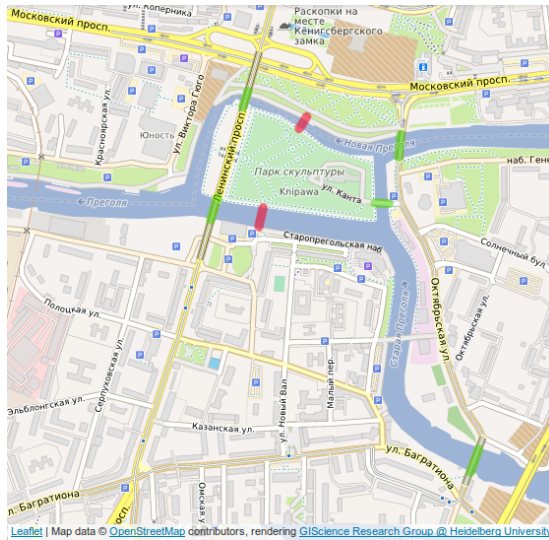 ул. Коперника
Московский просп.
Раскопки на
месте
Кёнигсбергского
замка
Московский просп.
Красноярская ул.
ул. Виктора Гюго
Юность
Ленинский просп.
← Новая Преголя
наб. Гене
Парк скульптуры
Knipawa
ул. Канта
← Преголя
Старопрегольская наб.
Солнечный бул
Октябрьская ул.
Старая Преголя
Октябрьская ул.
Полоцкая ул.
Серпуховская ул.
Эльблонгская ул.
Казанская ул.
ул. Новый Вал
Малый пер.
ул. Багратиона
ул. Багратиона
Омская ул.
просп.
Leaflet | Map data © OpenStreetMap contributors, rendering GIScience Research Group @ Heidelberg University